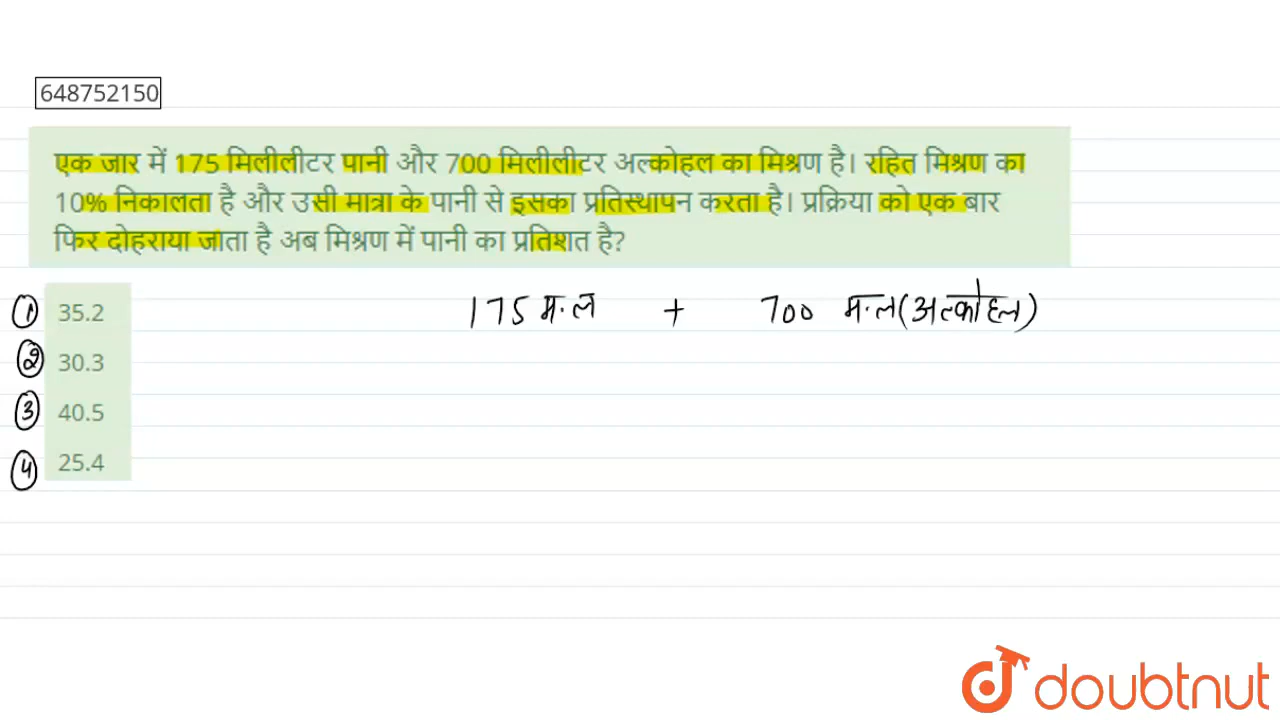 648752150
एक जार में 175 मिलीलीटर पानी और 700 मिलीलीटर अल्कोहल का मिश्रण है। रहित मिश्रण का
10% निकालता है और उसी मात्रा के पानी से इसका प्रतिस्थापन करता है। प्रक्रिया को एक बार
फिर दोहराया जाता है अब मिश्रण में पानी का प्रतिशत है?
175 म.ल + 700 म.ल (अल्कोहल)
① 35.2
② 30.3
③ 40.5
④ 25.4
doubtnut